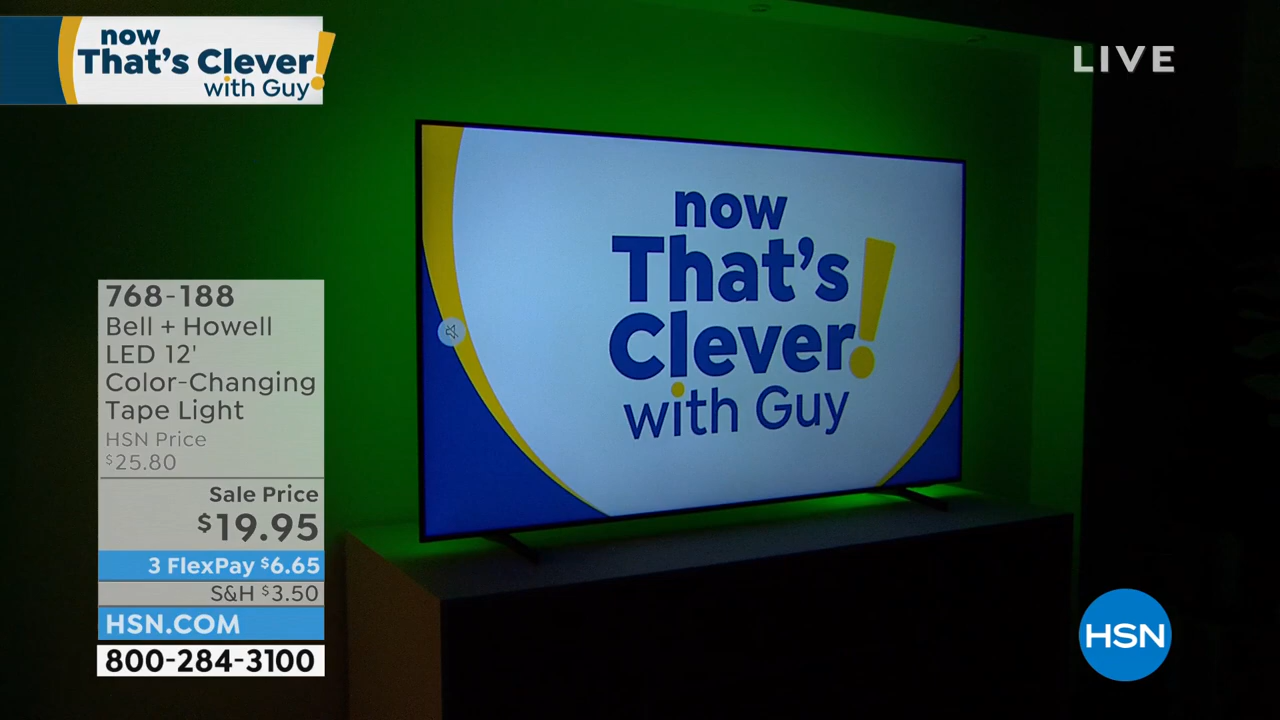 now
That's Clever!
with Guy
LIVE
now
That's
Clever!
with Guy
768-188
Bell + Howell
LED 12'
Color-Changing
Tape Light
HSN Price
$25.80
Sale Price
$19.95
3 FlexPay $6.65
S&H $3.50
HSN.COM
800-284-3100
HSN